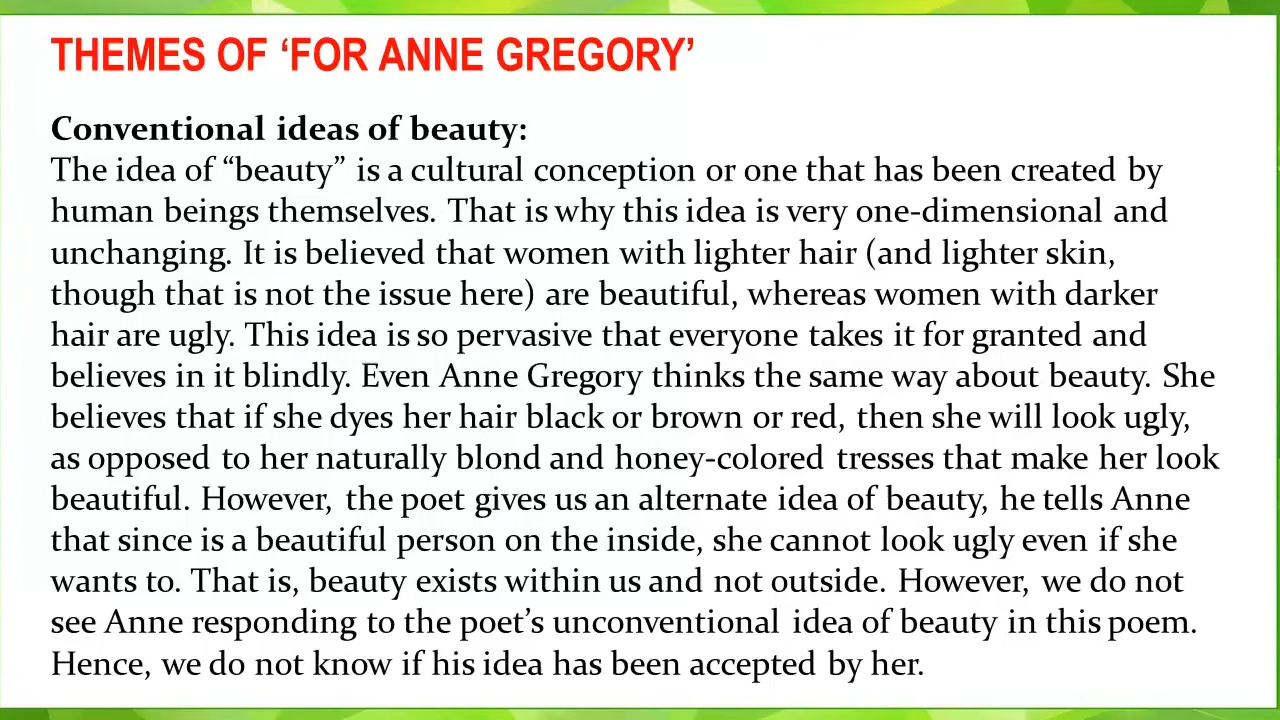 THEMES OF ‘FOR ANNE GREGORY’
Conventional ideas of beauty:
The idea of “beauty” is a cultural conception or one that has been created by
human beings themselves. That is why this idea is very one-dimensional and
unchanging. It is believed that women with lighter hair (and lighter skin,
though that is not the issue here) are beautiful, whereas women with darker
hair are ugly. This idea is so pervasive that everyone takes it for granted and
believes in it blindly. Even Anne Gregory thinks the same way about beauty. She
believes that if she dyes her hair black or brown or red, then she will look ugly,
as opposed to her naturally blond and honey-colored tresses that make her look
beautiful. However, the poet gives us an alternate idea of beauty, he tells Anne
that since is a beautiful person on the inside, she cannot look ugly even if she
wants to. That is, beauty exists within us and not outside. However, we do not
see Anne responding to the poet’s unconventional idea of beauty in this poem.
Hence, we do not know if his idea has been accepted by her.